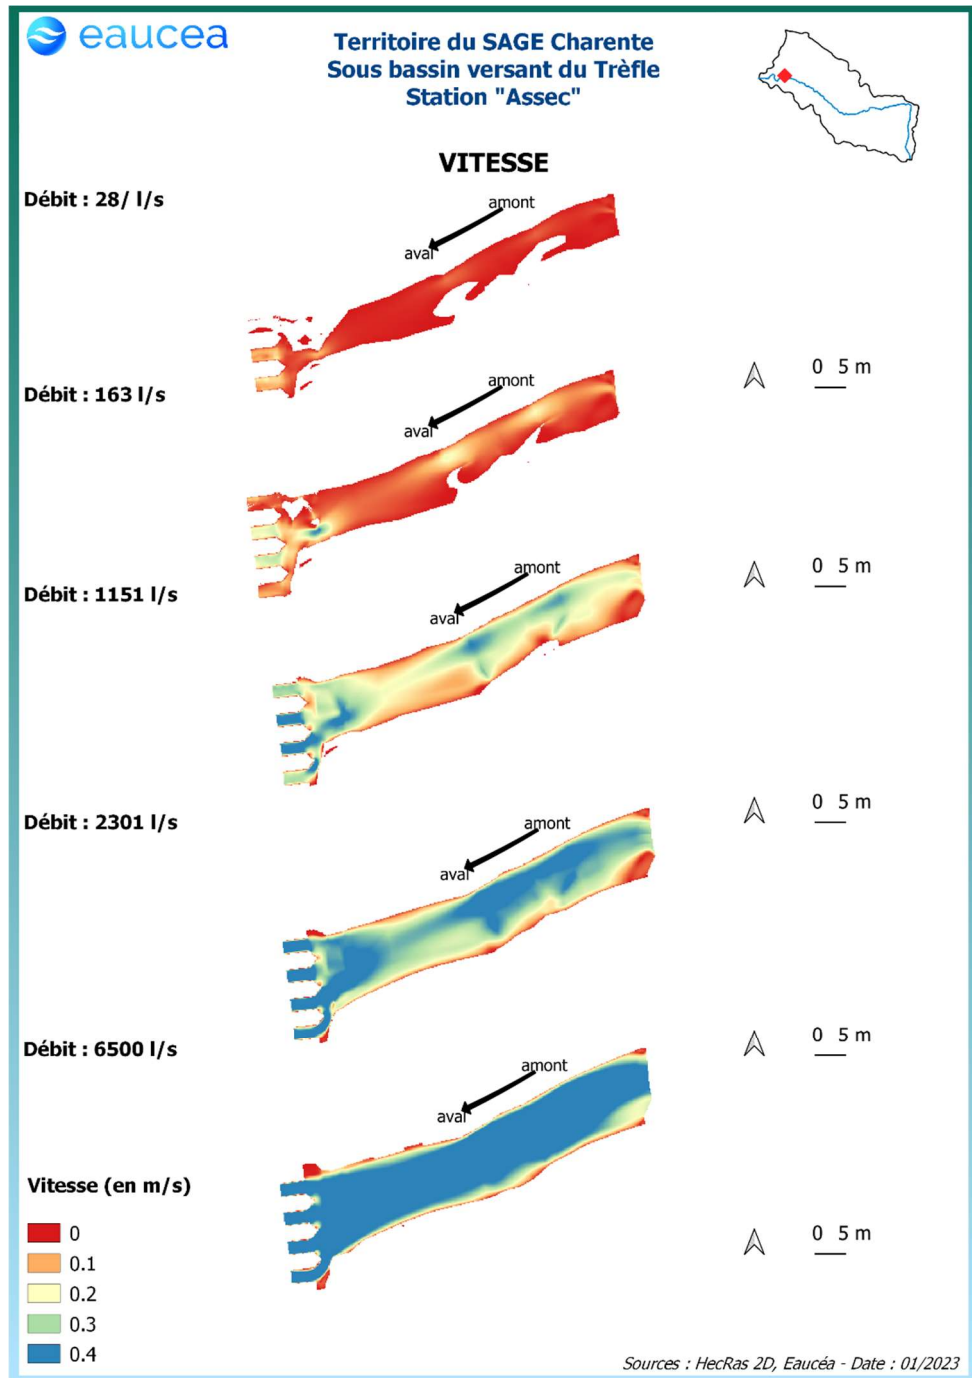 eaucea
Territoire du SAGE Charente
Sous bassin versant du Trèfle
Station "Assec"
VITESSE
Débit : 28/ l/s
amont
aval
0 5 m
Débit : 163 l/s
amont
aval
0 5 m
Débit : 1151 l/s
amont
aval
0 5 m
Débit : 2301 l/s
amont
aval
0 5 m
Débit : 6500 l/s
amont
aval
0 5 m
Vitesse (en m/s)
0
0.1
0.2
0.3
0.4
Sources : HecRas 2D, Eaucéa - Date : 01/2023